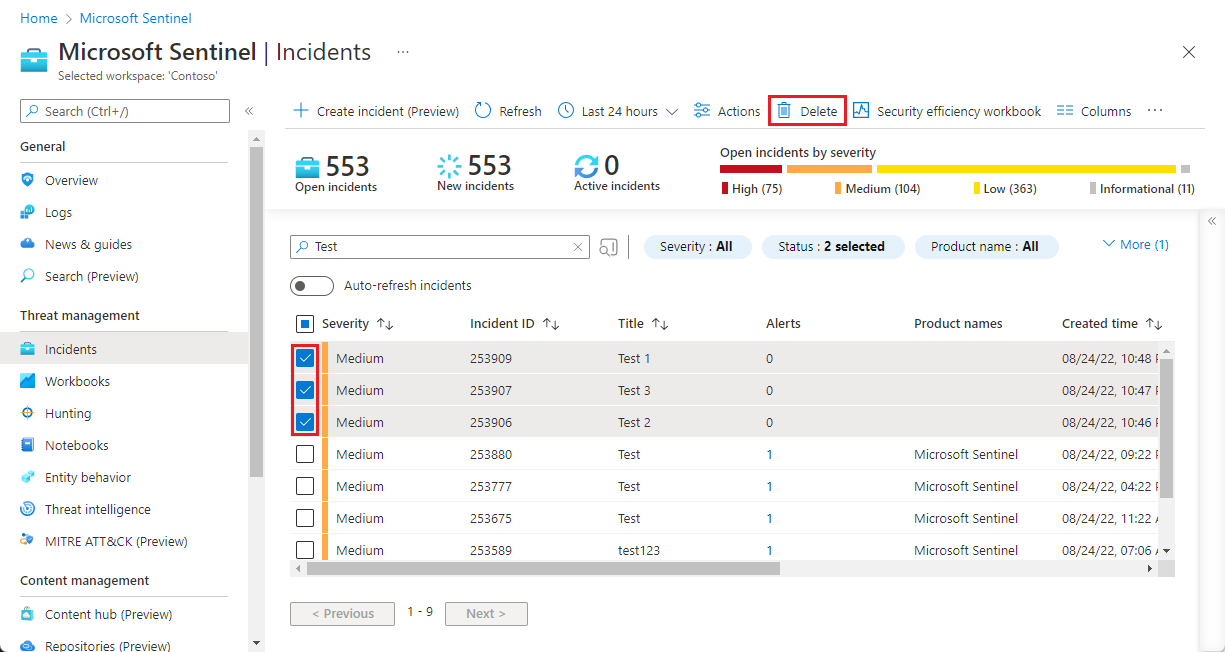 Home > Microsoft Sentinel
Microsoft Sentinel | Incidents ...
Selected workspace: 'Contoso'
Search (Ctrl+/)
«
General
Overview
Logs
News & guides
Search (Preview)
Threat management
Incidents
Workbooks
Hunting
Notebooks
Entity behavior
Threat intelligence
MITRE ATT&CK (Preview)
Content management
Content hub (Preview)
Repositories (Preview)
Create incident (Preview) Refresh Last 24 hours Actions Delete Security efficiency workbook Columns ...
553 Open incidents
553 New incidents
0 Active incidents
Open incidents by severity
High (75) Medium (104) Low (363) Informational (11)
«
Test
Severity : All Status : 2 selected Product name : All More (1)
Auto-refresh incidents
Severity Incident ID Title Alerts Product names Created time
Medium 253909 Test 1 0 08/24/22, 10:48
Medium 253907 Test 3 0 08/24/22, 10:47
Medium 253906 Test 2 0 08/24/22, 10:46
Medium 253880 Test 1 Microsoft Sentinel 08/24/22, 09:22
Medium 253777 Test 1 Microsoft Sentinel 08/24/22, 04:22
Medium 253675 Test 1 Microsoft Sentinel 08/24/22, 11:22
Medium 253589 test123 1 Microsoft Sentinel 08/24/22, 07:06
< Previous 1 - 9 Next >